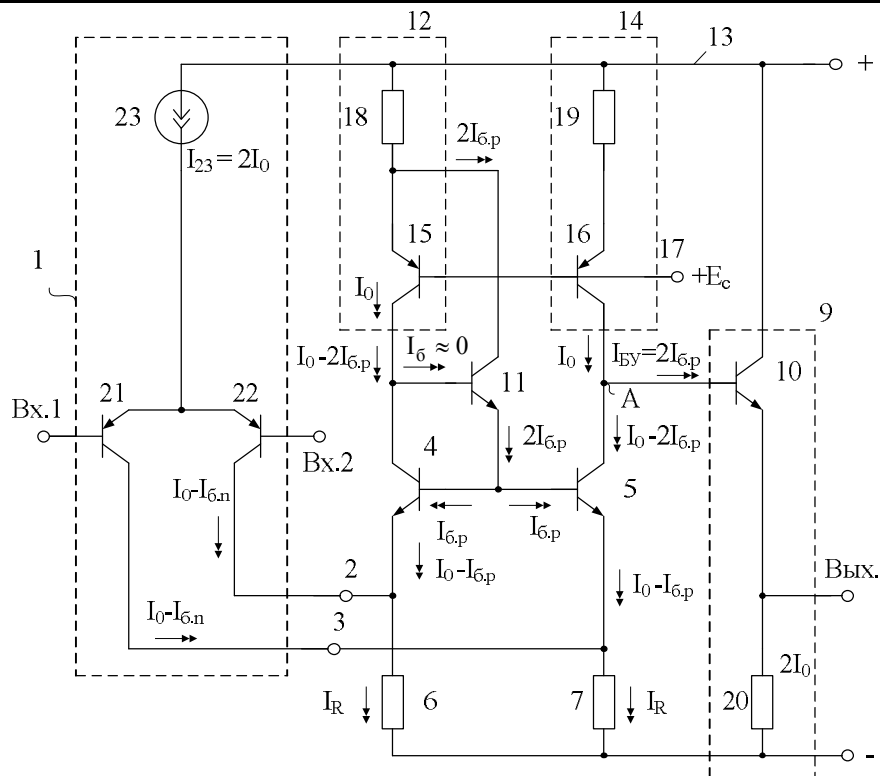 12
14
13
+
18
19
23
2Iб.р
I₂₃ = 2I₀
15
16
17
1
+Eс
I₀
9
I₀ - 2Iб.р
Iб ≈ 0
I₀
IБУ=2Iб.р
10
21
22
11
А
Вх.1
2Iб.р
I₀-2Iб.р
Вх.2
4
5
I₀-Iб.п
Iб.р
Iб.р
I₀-Iб.р
2
I₀-Iб.р
Вых.
I₀-Iб.п
3
2I₀
IR
6
7
IR
20
-